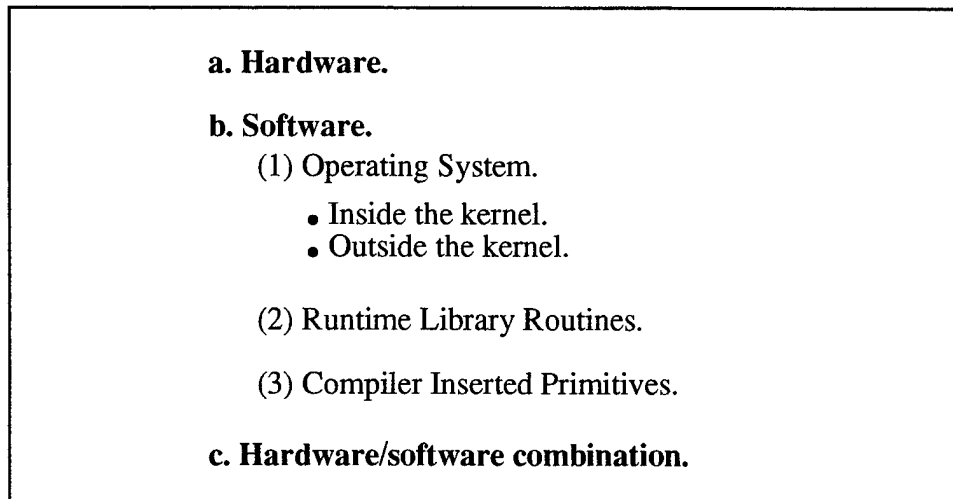 a. Hardware.
b. Software.
(1) Operating System.
• Inside the kernel.
• Outside the kernel.
(2) Runtime Library Routines.
(3) Compiler Inserted Primitives.
c. Hardware/software combination.